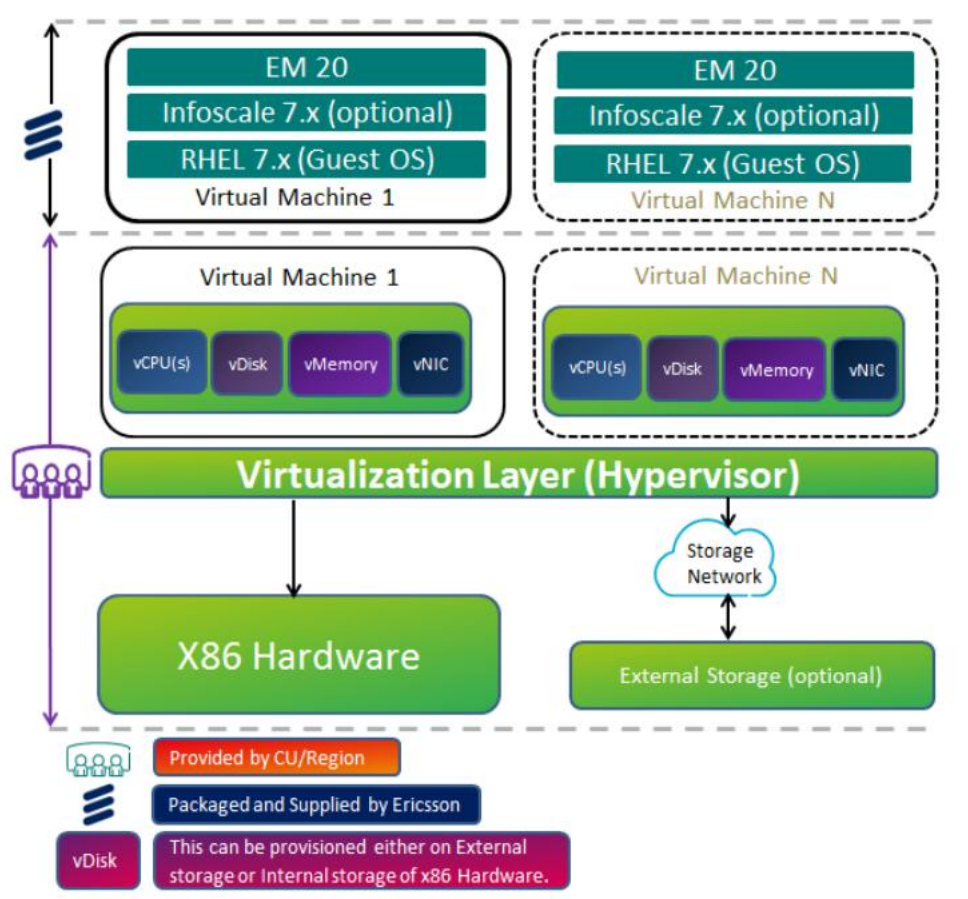 EM 20
Infoscale 7.x (optional)
RHEL 7.x (Guest OS)
Virtual Machine 1
EM 20
Infoscale 7.x (optional)
RHEL 7.x (Guest OS)
Virtual Machine N
Virtual Machine 1
vCPU(s)
vDisk
vMemory
vNIC
Virtual Machine N
vCPU(s)
vDisk
vMemory
vNIC
Virtualization Layer (Hypervisor)
Storage
Network
X86 Hardware
External Storage (optional)
Provided by CU/Region
Packaged and Supplied by Ericsson
vDisk
This can be provisioned either on External
storage or Internal storage of x86 Hardware.